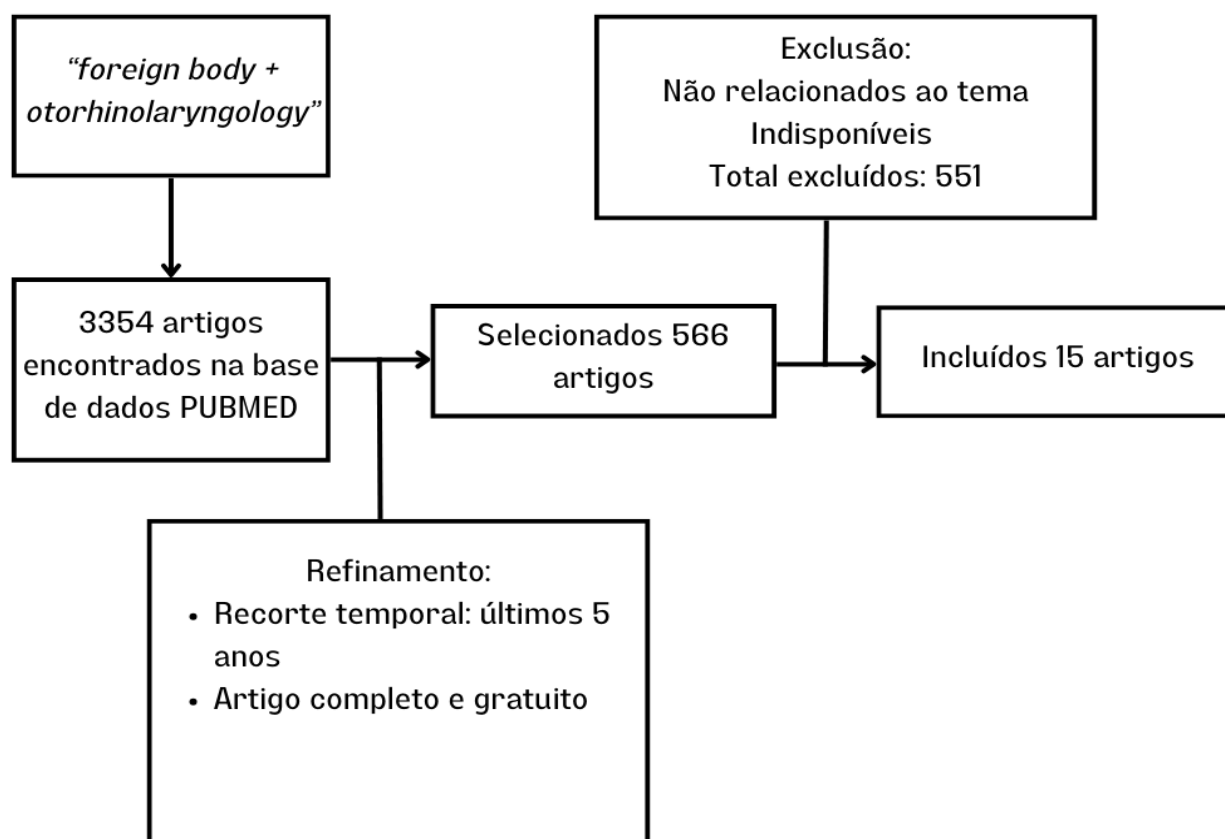 “foreign body +
otorhinolaryngology”
Exclusão:
Não relacionados ao tema
Indisponíveis
Total excluídos: 551
3354 artigos
encontrados na base
de dados PUBMED
Selecionados 566
artigos
Incluídos 15 artigos
Refinamento:
• Recorte temporal: últimos 5
anos
• Artigo completo e gratuito